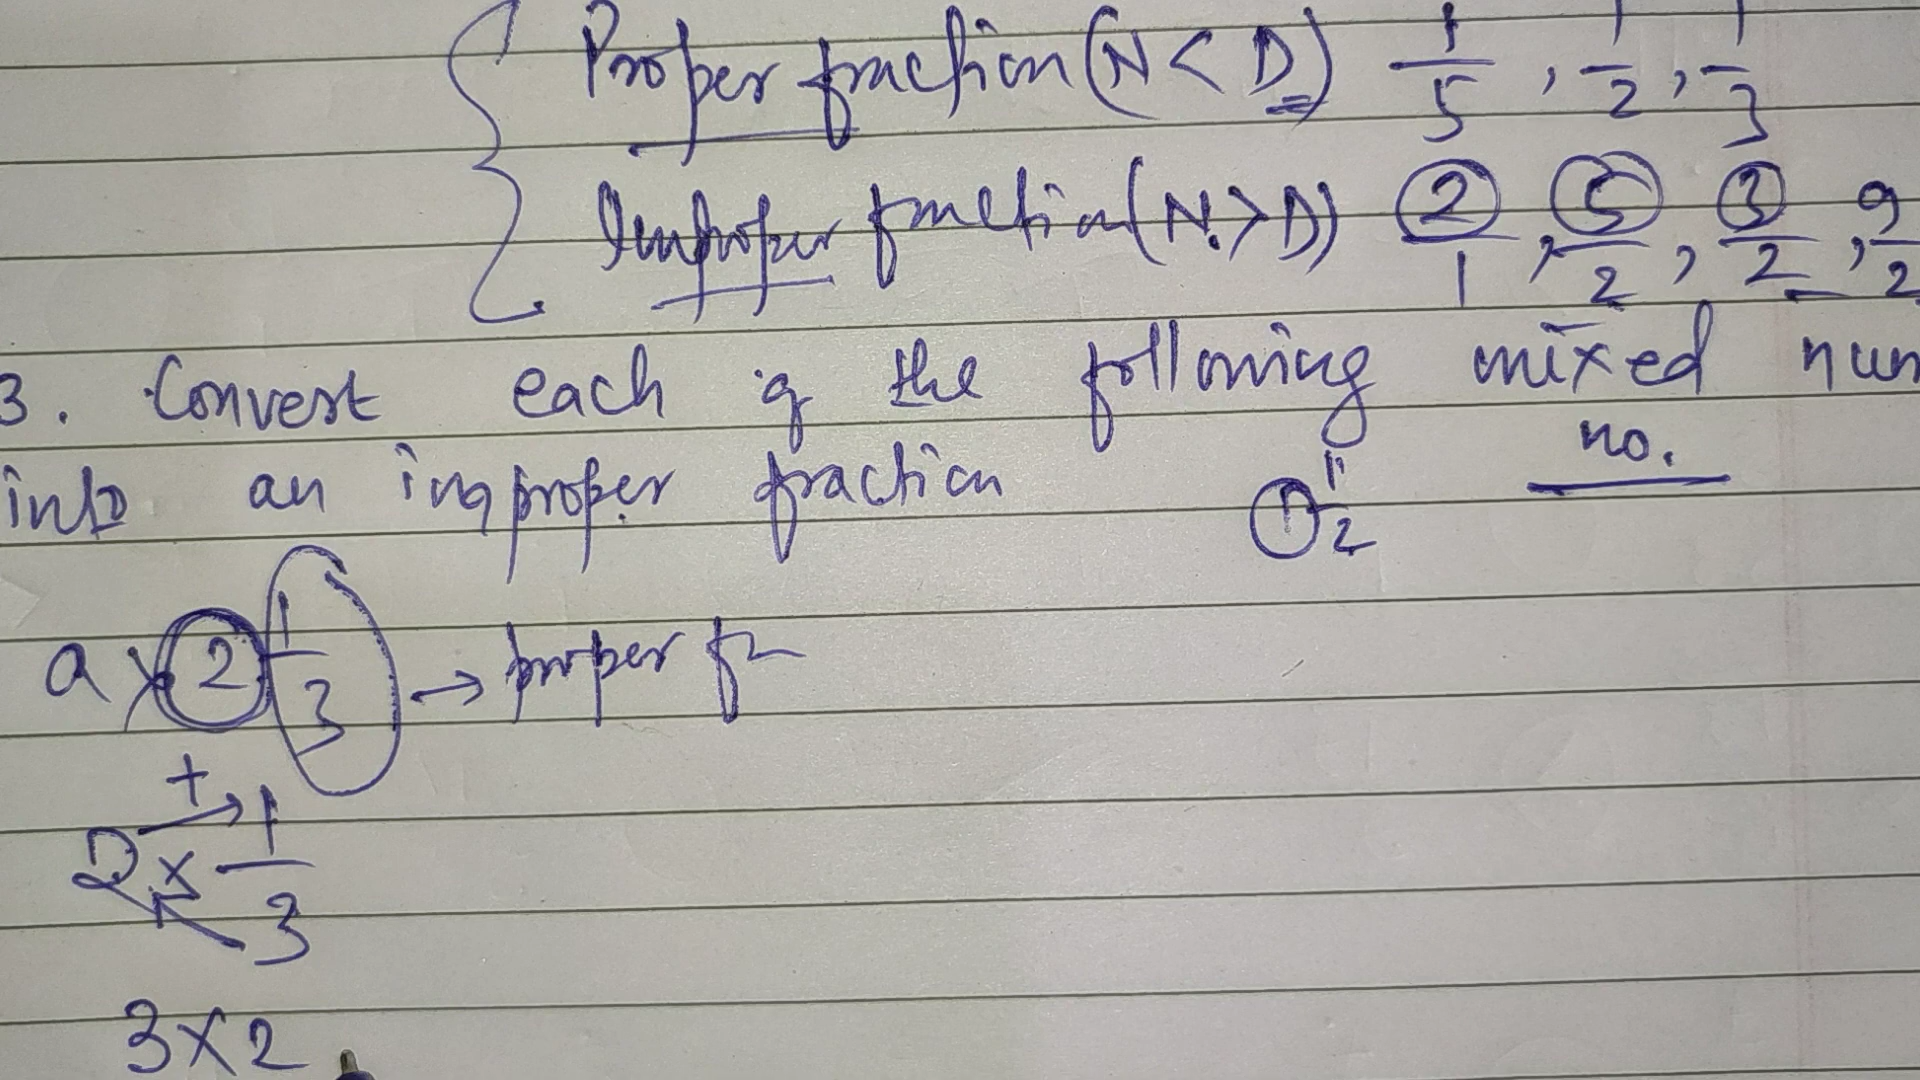 Proper fraction (N < D) 1/5, 1/2, 1/3
Improper fraction (N > D) 2/1, 5/2, 3/2, 9/2
3. Convert each of the following mixed num
no.
into an improper fraction 1 1/2
a) 2 1/3 → proper fr
+
2 × 1/3
3×2